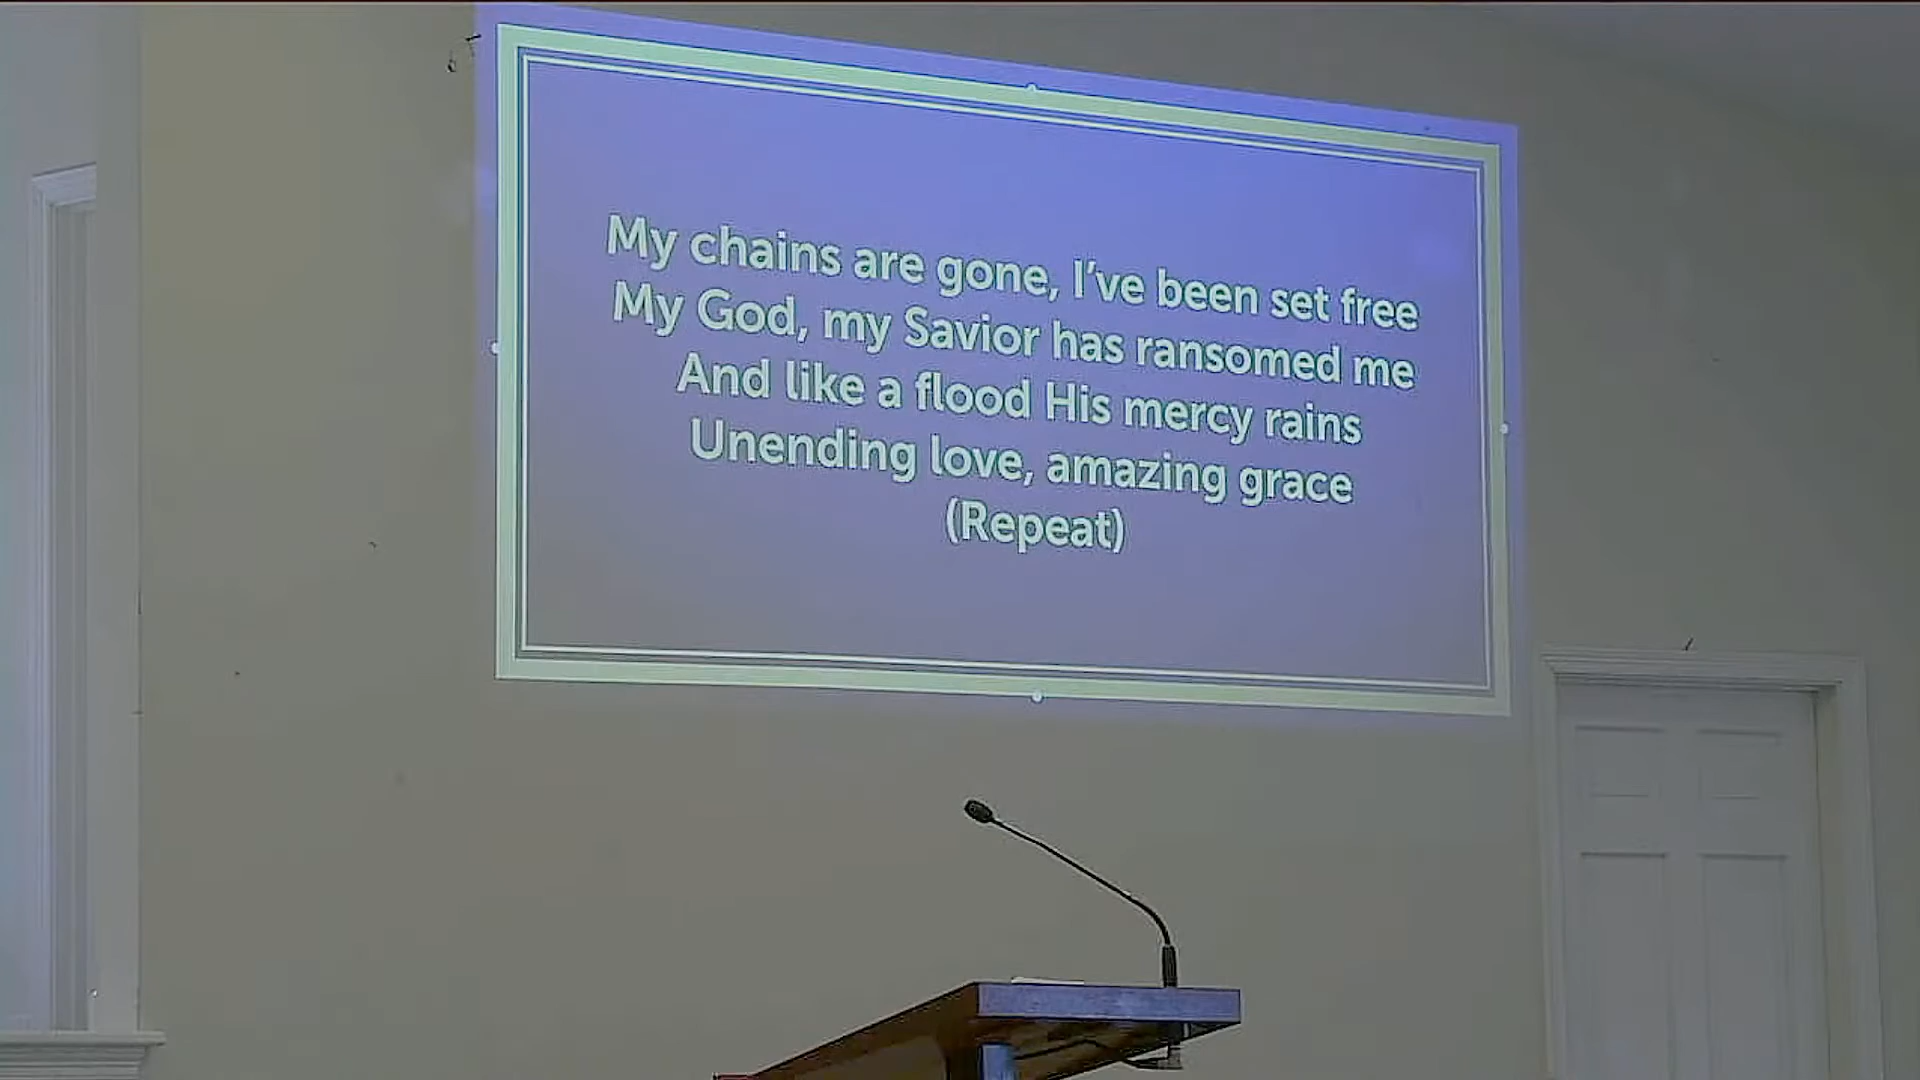 My chains are gone, I've been set free
My God, my Savior has ransomed me
And like a flood His mercy rains
Unending love, amazing grace
(Repeat)